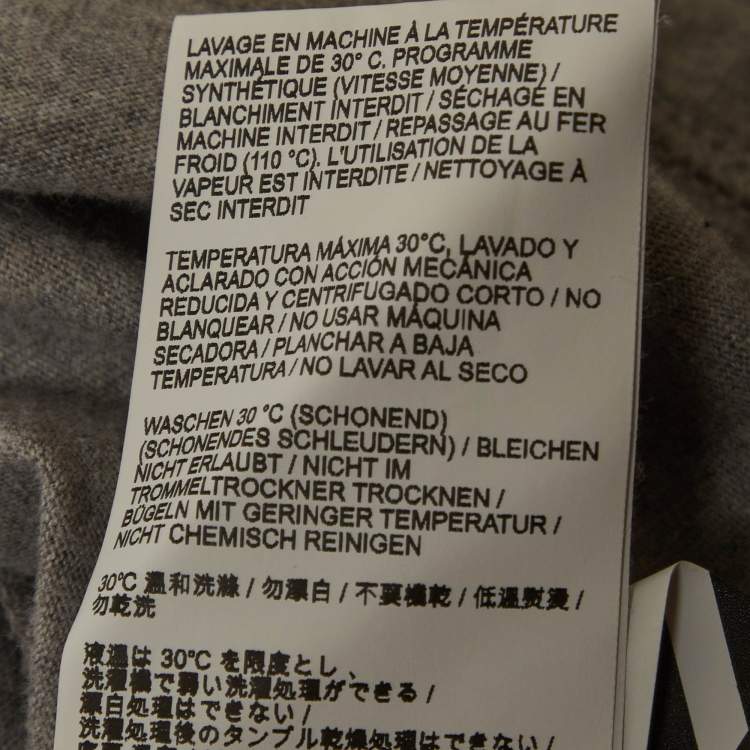 LAVAGE EN MACHINE À LA TEMPÉRATURE
MAXIMALE DE 30° C. PROGRAMME
SYNTHÉTIQUE (VITESSE MOYENNE) /
BLANCHIMENT INTERDIT / SÉCHAGE EN
MACHINE INTERDIT / REPASSAGE AU FER
FROID (110 °C). L'UTILISATION DE LA
VAPEUR EST INTERDITE / NETTOYAGE À
SEC INTERDIT
TEMPERATURA MÁXIMA 30°C, LAVADO Y
ACLARADO CON ACCIÓN MECÁNICA
REDUCIDA Y CENTRIFUGADO CORTO / NO
BLANQUEAR / NO USAR MÁQUINA
SECADORA / PLANCHAR A BAJA
TEMPERATURA / NO LAVAR AL SECO
WASCHEN 30 °C (SCHONEND)
(SCHONENDES SCHLEUDERN) / BLEICHEN
NICHT ERLAUBT / NICHT IM
TROMMELTROCKNER TROCKNEN /
BÜGELN MIT GERINGER TEMPERATUR /
NICHT CHEMISCH REINIGEN
30°C 溫和洗滌 / 勿漂白 / 不要機乾 / 低溫熨燙 /
勿乾洗
液温は 30°C を限度とし、
洗濯機で弱い洗濯処理ができる /
漂白処理はできない /
洗濯処理後のタンブル乾燥処理はできない /